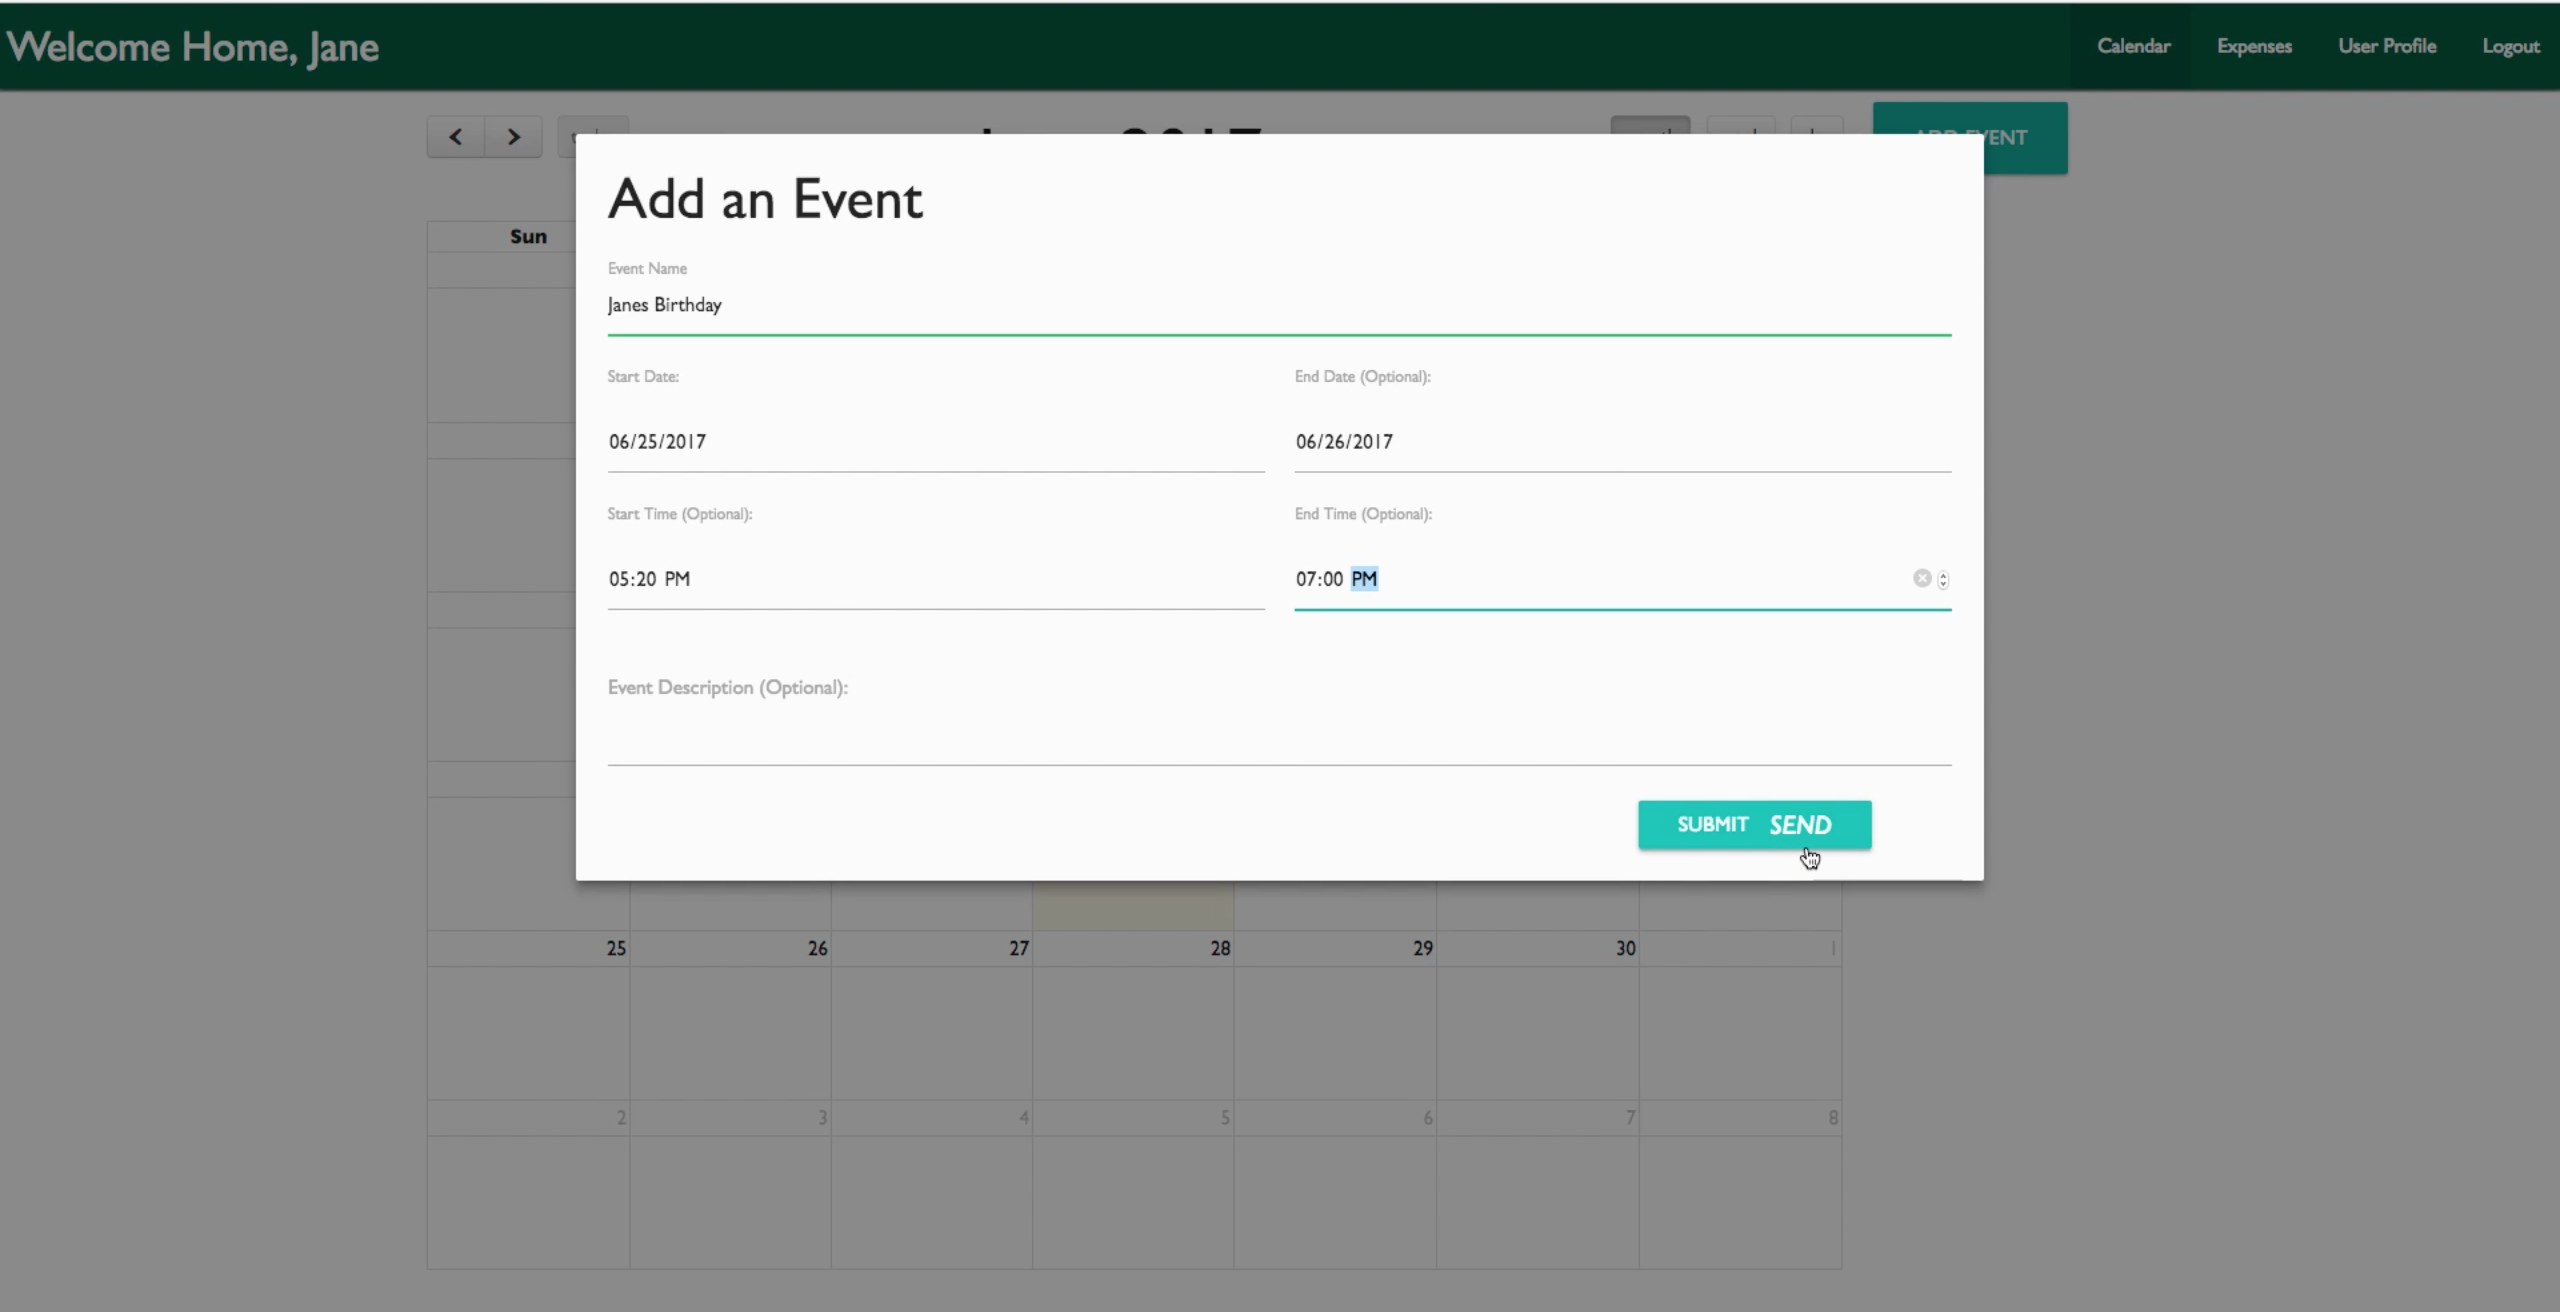 Welcome Home, Jane
Calendar Expenses User Profile Logout
2017
Add an Event
Sun
Event Name
Janes Birthday
Start Date: End Date (Optional):
06/25/2017 06/26/2017
Start Time (Optional): End Time (Optional):
05:20 PM 07:00 PM
Event Description (Optional):
SUBMIT SEND
25 26 27 28 29 30 1
2 3 4 5 6 7 8